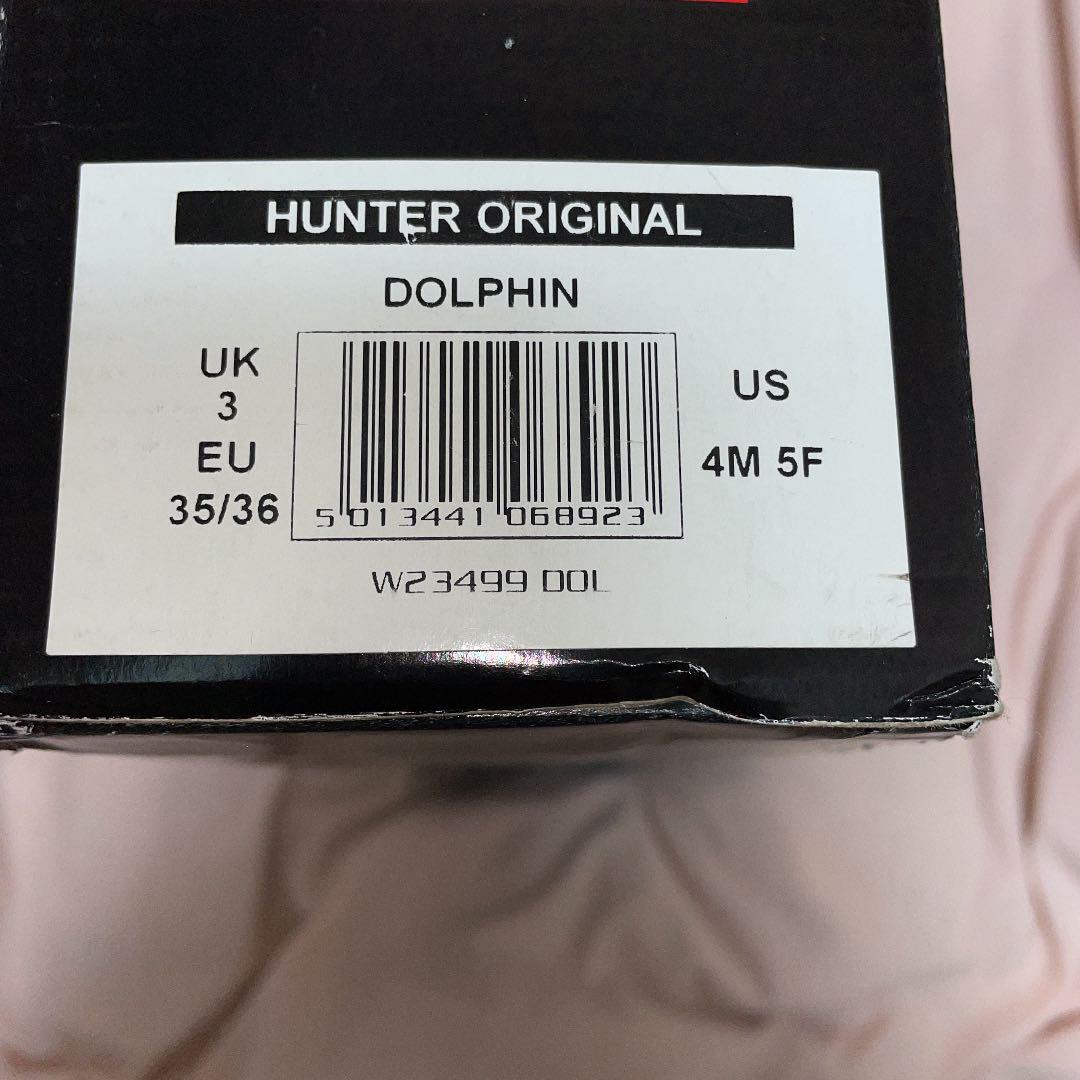 HUNTER ORIGINAL
DOLPHIN
UK
3
EU
35/36
US
4M 5F
5 013441 068923
W23499 DOL